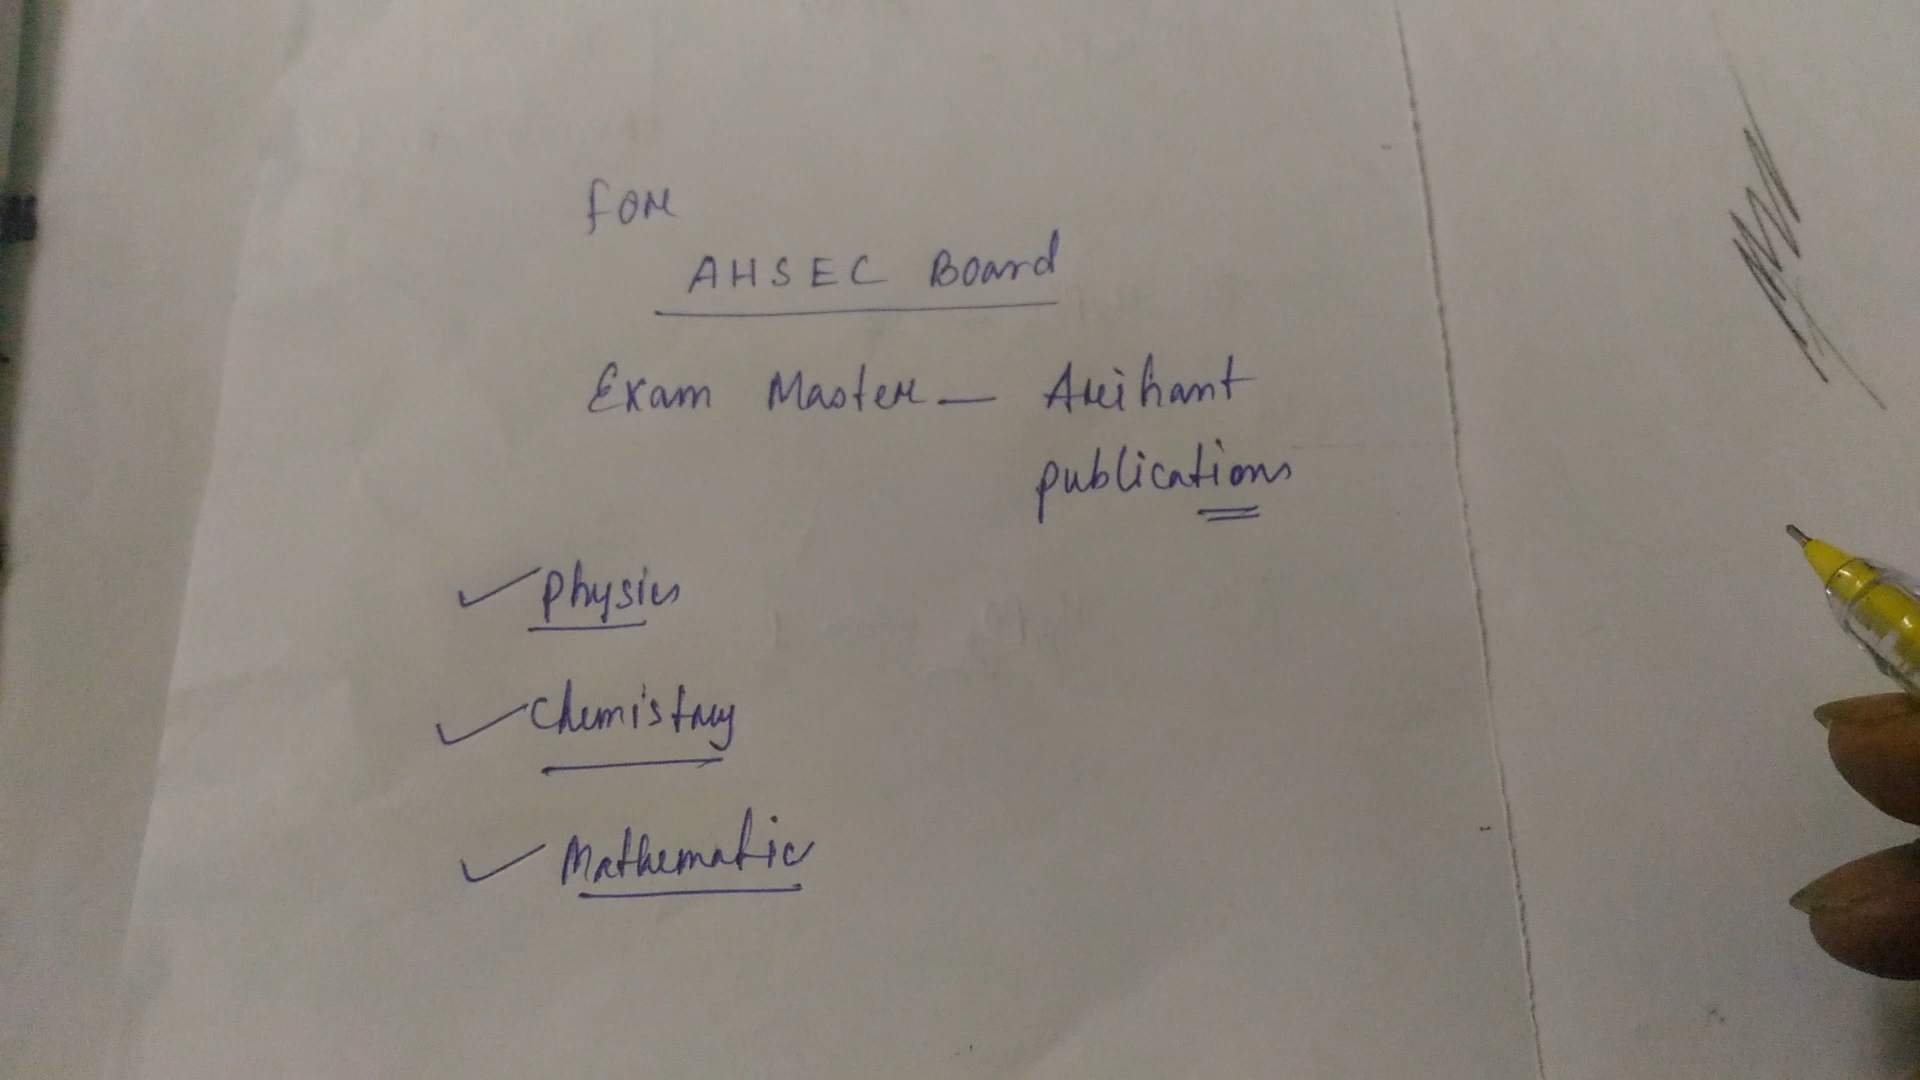 for
AHSEC Board
Exam Master — Arihant
publications
✓ Physics
✓ Chemistry
✓ Mathematic